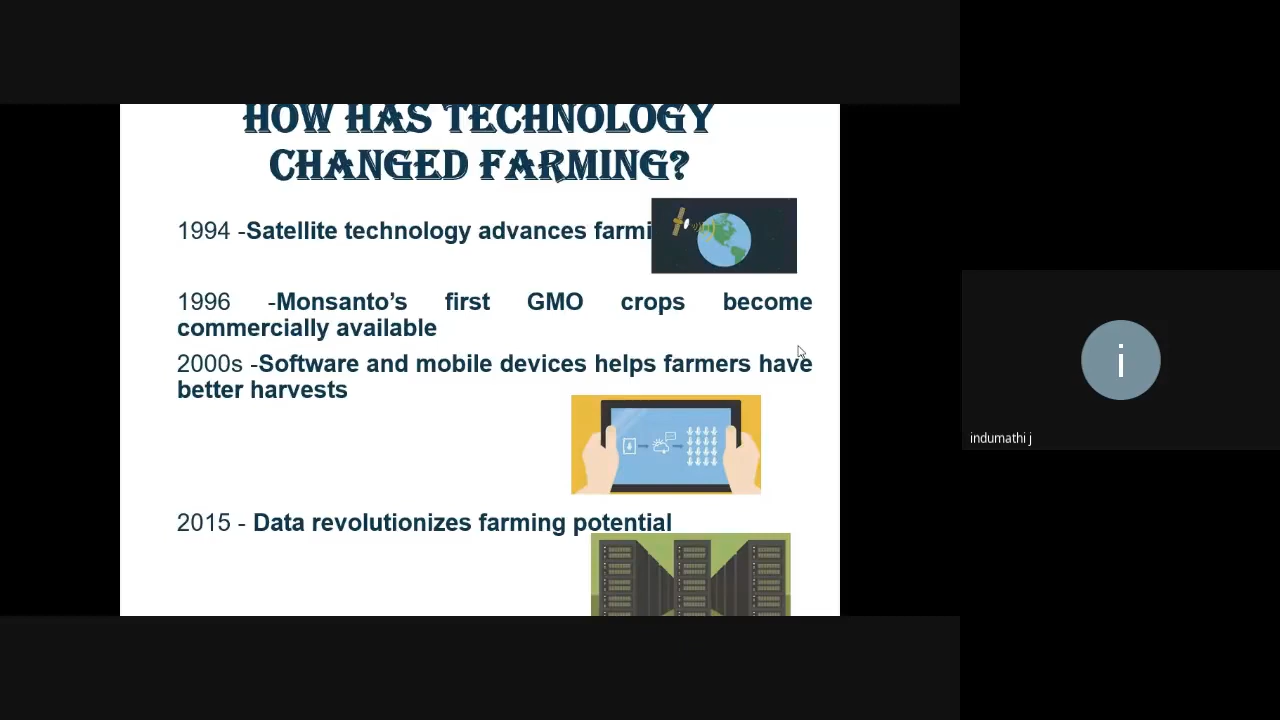 HOW HAS TECHNOLOGY
CHANGED FARMING?
1994 -Satellite technology advances farmi
1996 -Monsanto’s first GMO crops become
commercially available
2000s -Software and mobile devices helps farmers have
better harvests
2015 - Data revolutionizes farming potential
i
indumathi j